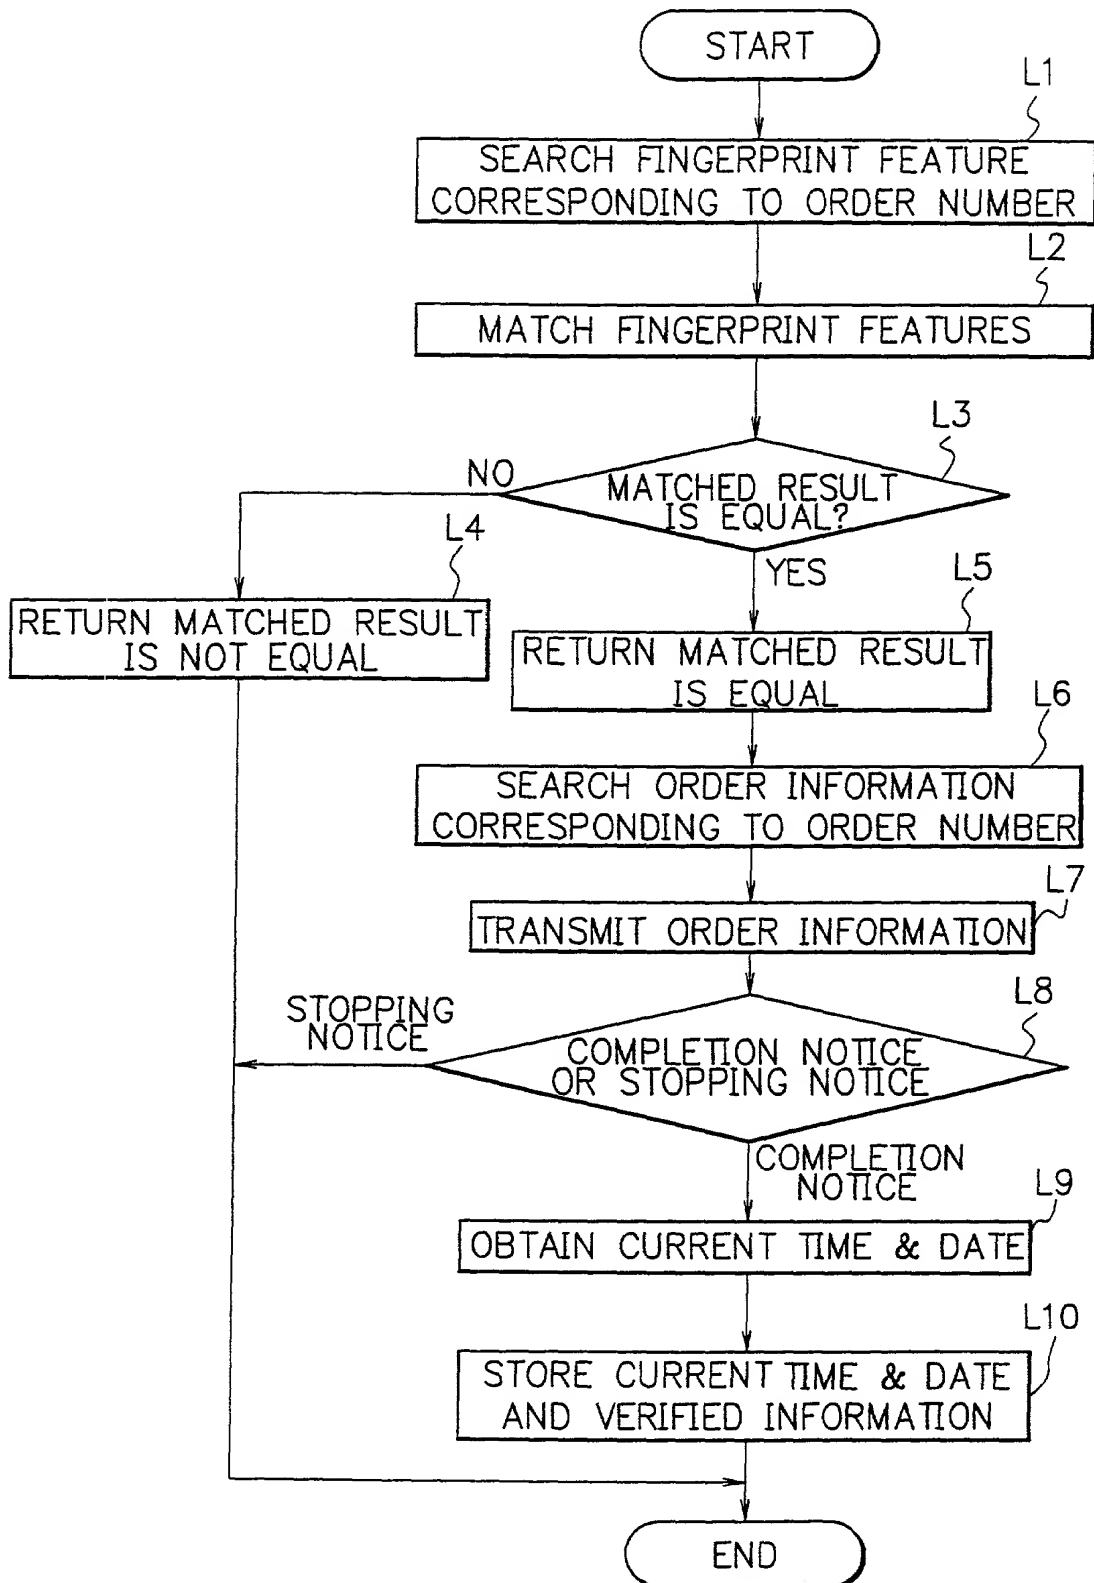 START
L1
SEARCH FINGERPRINT FEATURE
CORRESPONDING TO ORDER NUMBER
L2
MATCH FINGERPRINT FEATURES
L3
NO
MATCHED RESULT
IS EQUAL?
YES
L4
RETURN MATCHED RESULT
IS NOT EQUAL
L5
RETURN MATCHED RESULT
IS EQUAL
L6
SEARCH ORDER INFORMATION
CORRESPONDING TO ORDER NUMBER
L7
TRANSMIT ORDER INFORMATION
L8
STOPPING
NOTICE
COMPLETION NOTICE
OR STOPPING NOTICE
COMPLETION
NOTICE
L9
OBTAIN CURRENT TIME & DATE
L10
STORE CURRENT TIME & DATE
AND VERIFIED INFORMATION
END